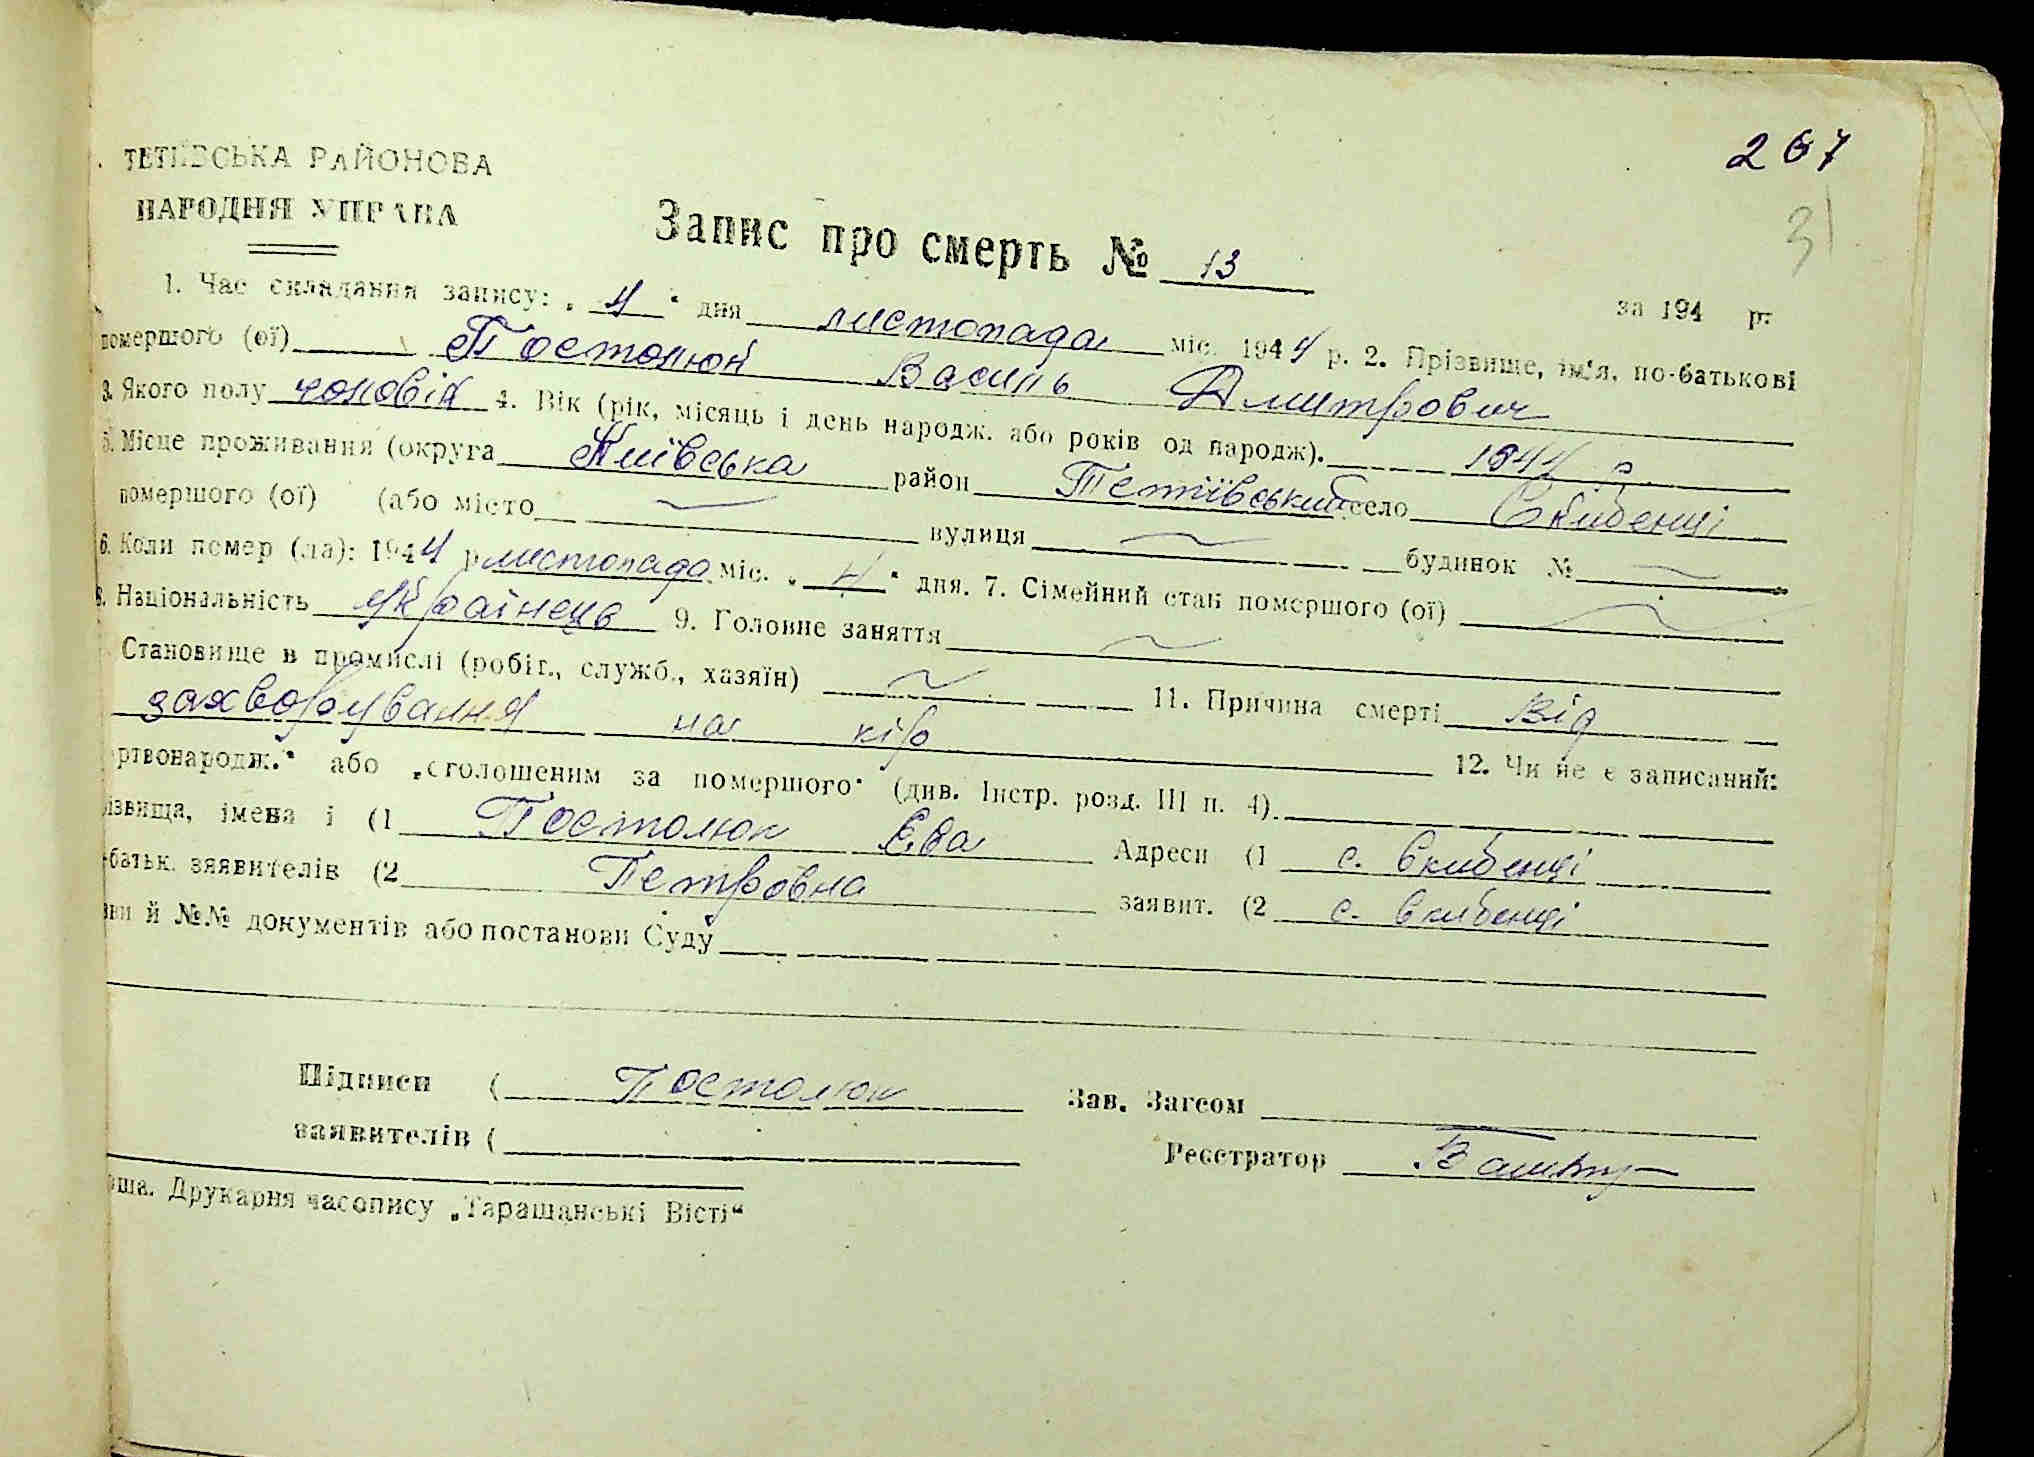 267
31
ТЕТІЇВСЬКА РАЙОНОВА
НАРОДНЯ УПРАВА
Запис про смерть № 13
за 194 р.
1. Час складання запису: „ 4 “ дня листопада міс. 1944 р. 2. Прізвище, ім'я, по-батькові
помершого (ої) Постолюк Василь Дмитрович
3. Якого полу чоловік 4. Вік (рік, місяць і день народж. або років од народж). 1944 р.
5. Місце проживання (округа Київська район Тетіївський село Скибенці
помершого (ої) (або місто ~ вулиця ~ будинок № ~
6. Коли помер (ла): 1944 р листопада міс. „ 4 “ дня. 7. Сімейний стан помершого (ої) ~
8. Національність Українець 9. Головне заняття ~
Становище в промислі (робіт., служб., хазяїн) ~ 11. Причина смерті від
захворування на кір
12. Чи не є записаний:
ртвонародж.“ або „оголошеним за помершого“ (див. Інстр. розд. III п. 4).
ізвища, імена і (1 Постолюк Ева Адреси (1 с. Скибенці
батьк. заявителів (2 Петровна заявит. (2 с. Скибенці
ви й №№ документів або постанови Суду
Підписи ( Постолюк Зав. Загсом
заявителів ( Реєстратор
ща. Друкарня часопису „Таращанські Вісті“